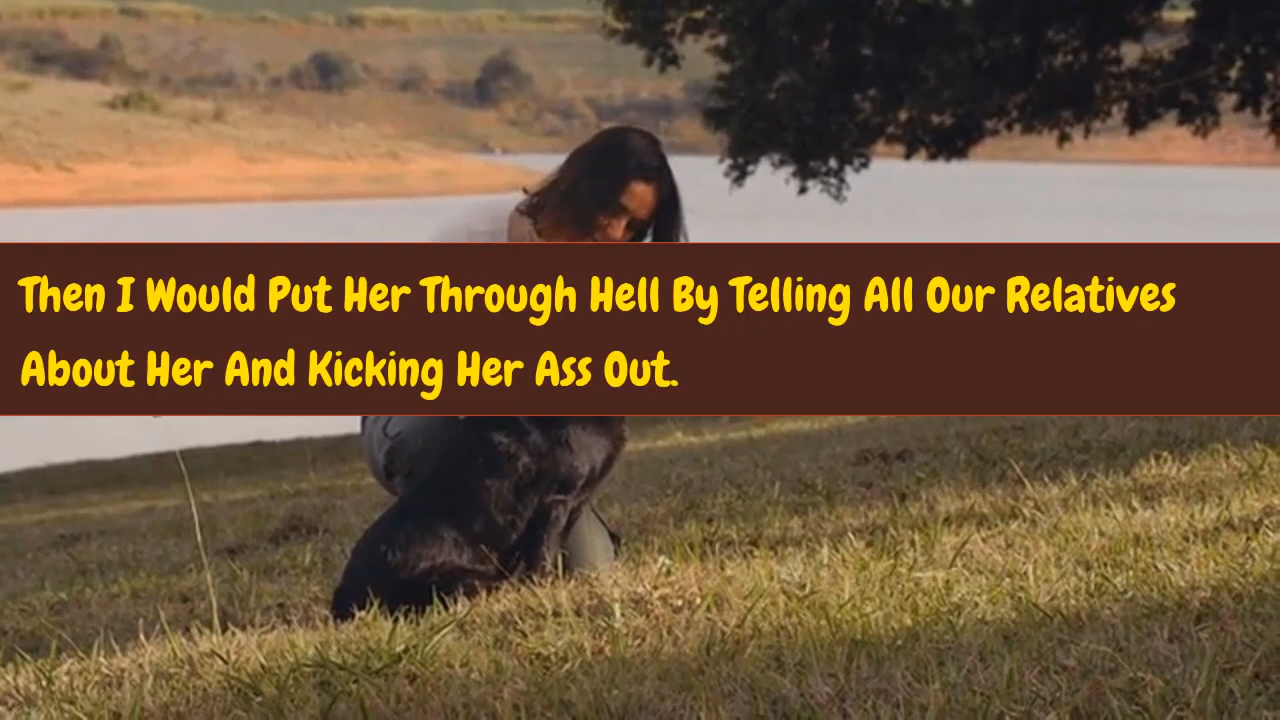 Then I Would Put Her Through Hell By Telling All Our Relatives
About Her And Kicking Her Ass Out.